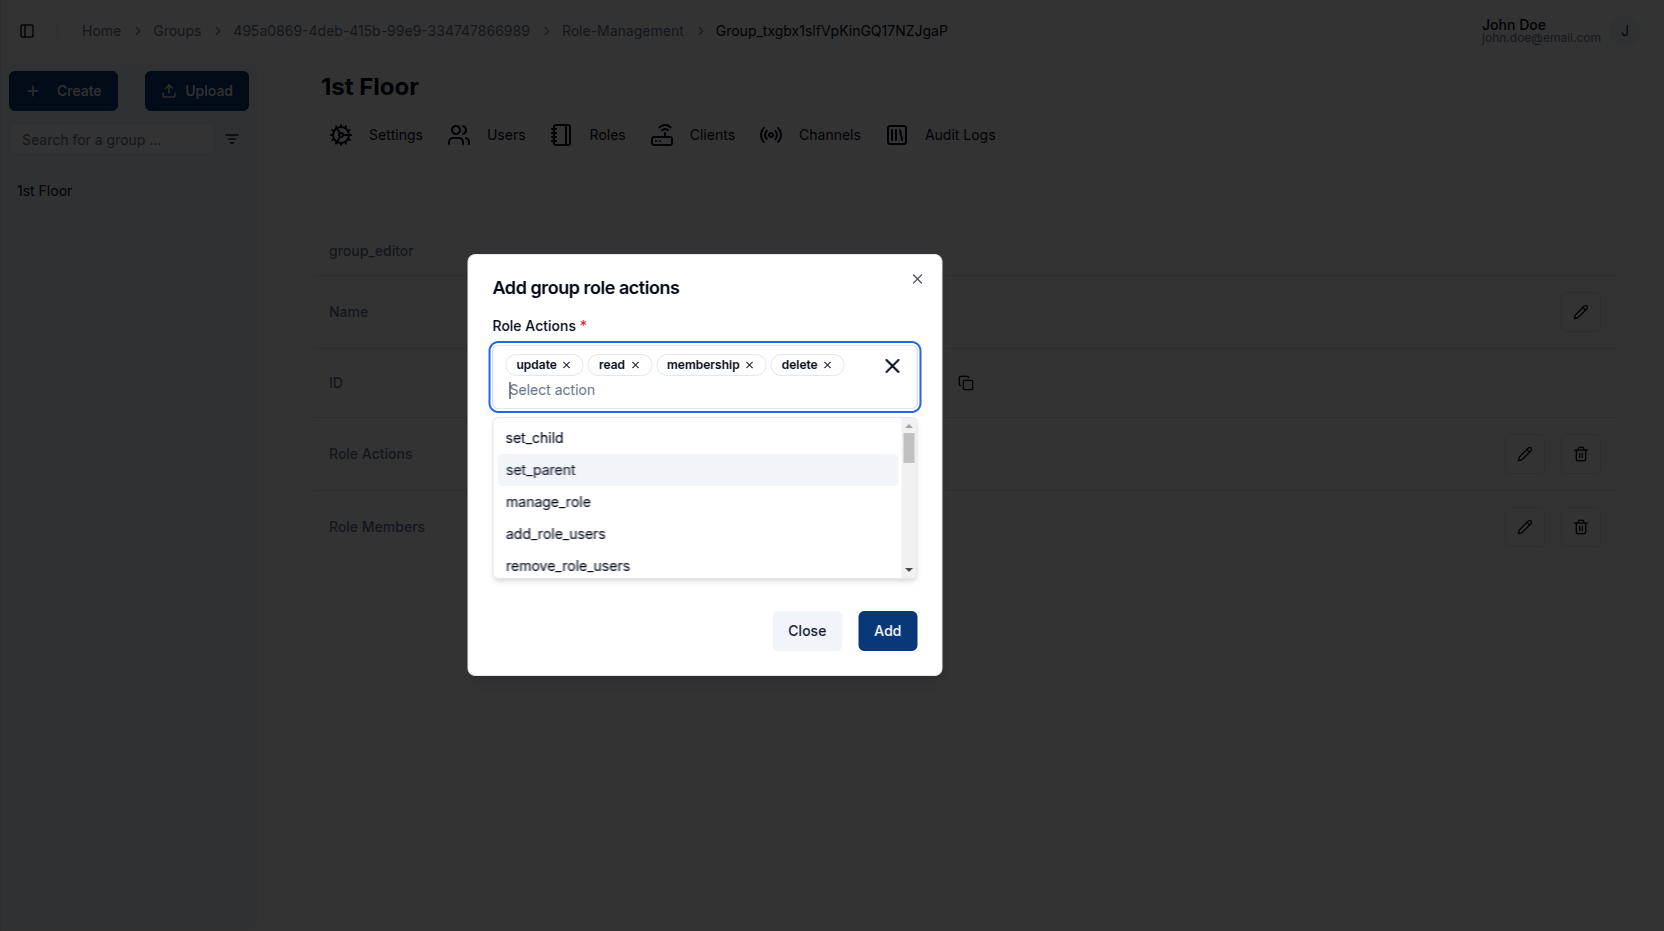 Home > Groups > 495a0869-4deb-415b-99e9-334747866989 > Role-Management > Group_txgbx1slfVpKinGQ17NZJgaP
John Doe
john.doe@email.com
J
+ Create
Upload
Search for a group ...
1st Floor
1st Floor
Settings Users Roles Clients Channels Audit Logs
group_editor
Name
ID
Role Actions
Role Members
Add group role actions
Role Actions *
update × read × membership × delete ×
Select action
set_child
set_parent
manage_role
add_role_users
remove_role_users
Close Add